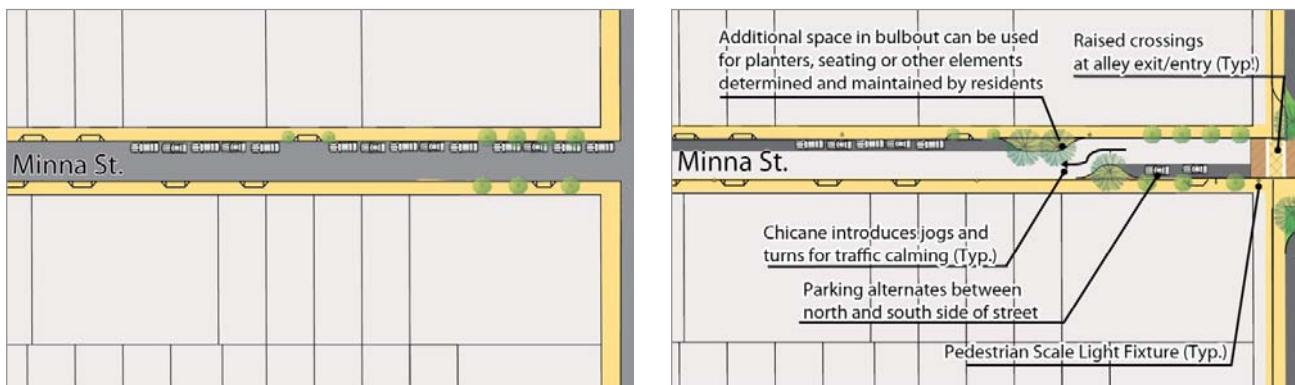 Minna St.
Additional space in bulbout can be used
for planters, seating or other elements
determined and maintained by residents
Raised crossings
at alley exit/entry (Typ.)
Minna St.
Chicane introduces jogs and
turns for traffic calming (Typ.)
Parking alternates between
north and south side of street
Pedestrian Scale Light Fixture (Typ.)